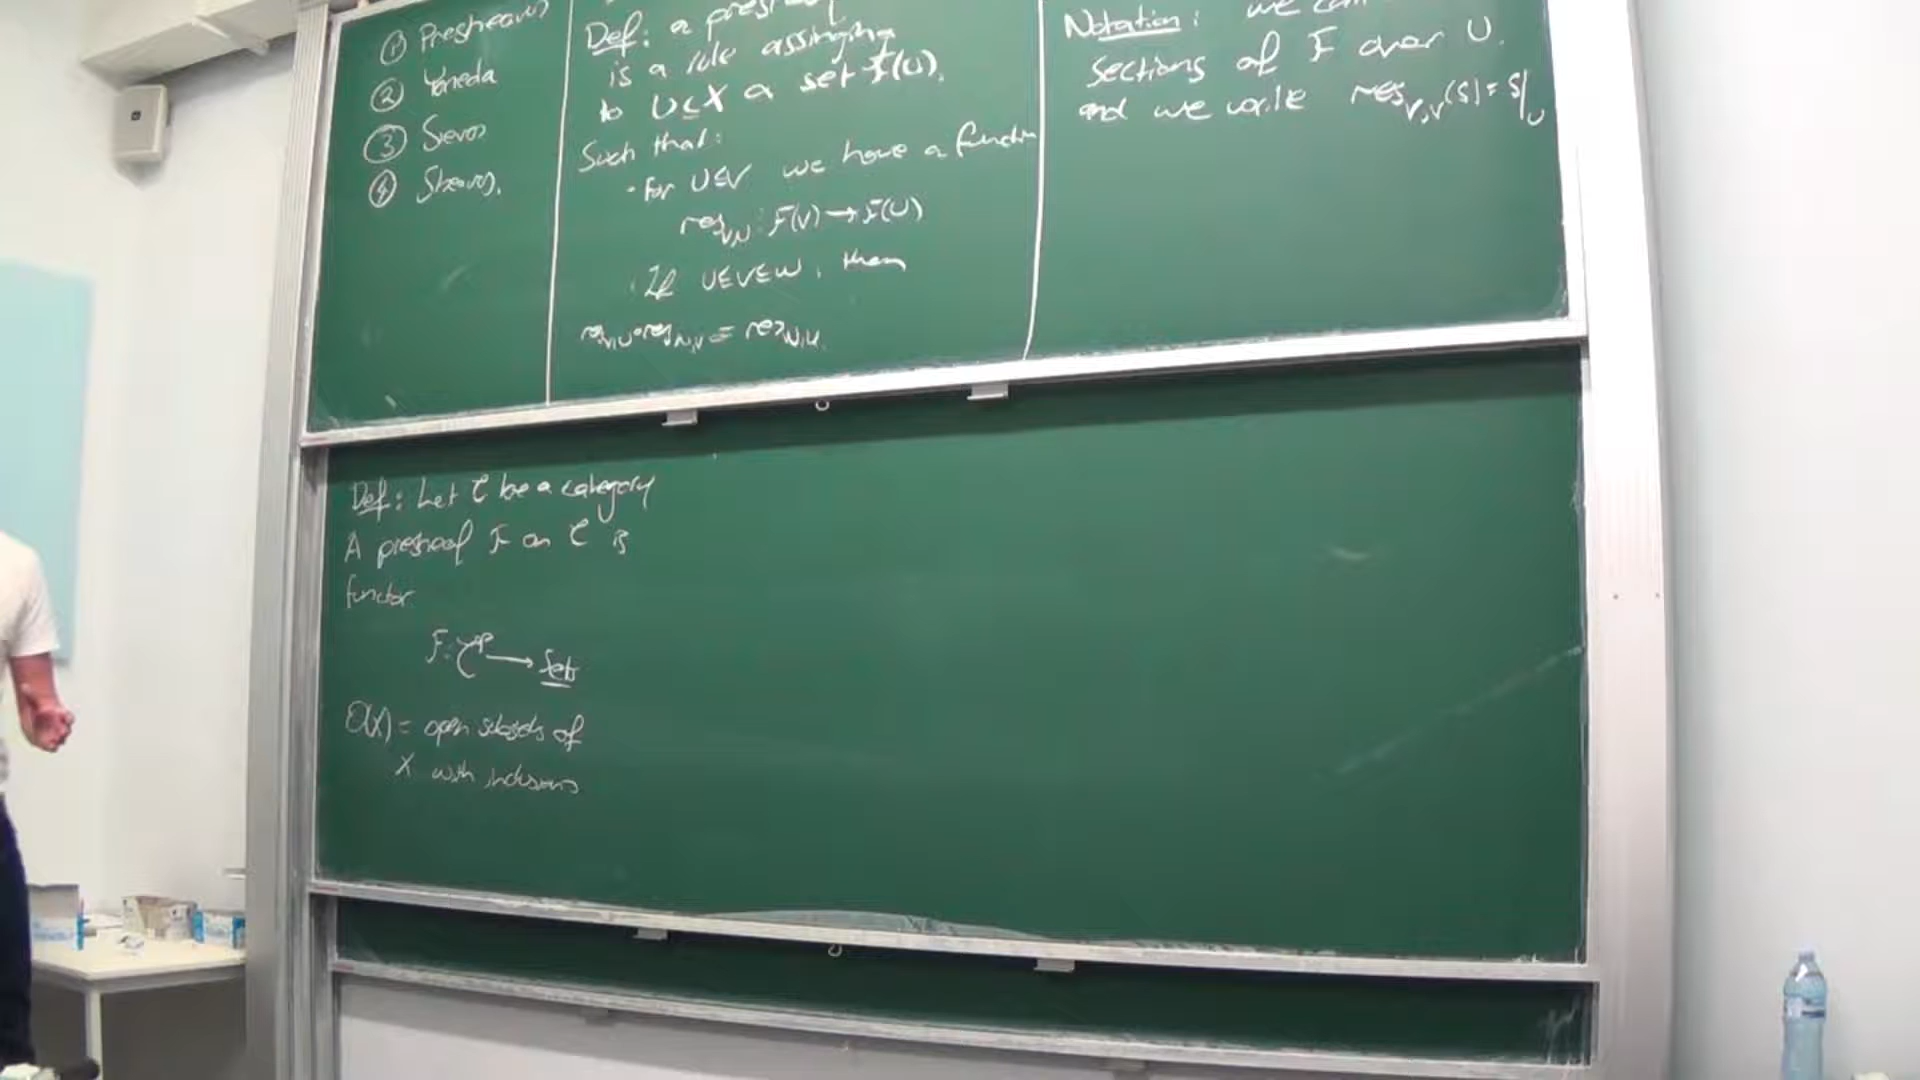 ① Presheaves
② Yoneda
③ Sieves
④ Sheaves.
Def: a presheaf
is a rule assigning
to U⊆X a set F(U).
Such that:
· For U⊆V we have a function
res_{V,U}: F(V) → F(U)
· If U⊆V⊆W, then
res_{V,U}∘res_{W,V} = res_{W,U}.
Notation: we call
sections of F over U.
and we write res_{V,U}(s) = s|_U
Def: Let C be a category
A presheaf F on C is
functor
F: C^{op} → Sets
O(X) = open subsets of
X with inclusions